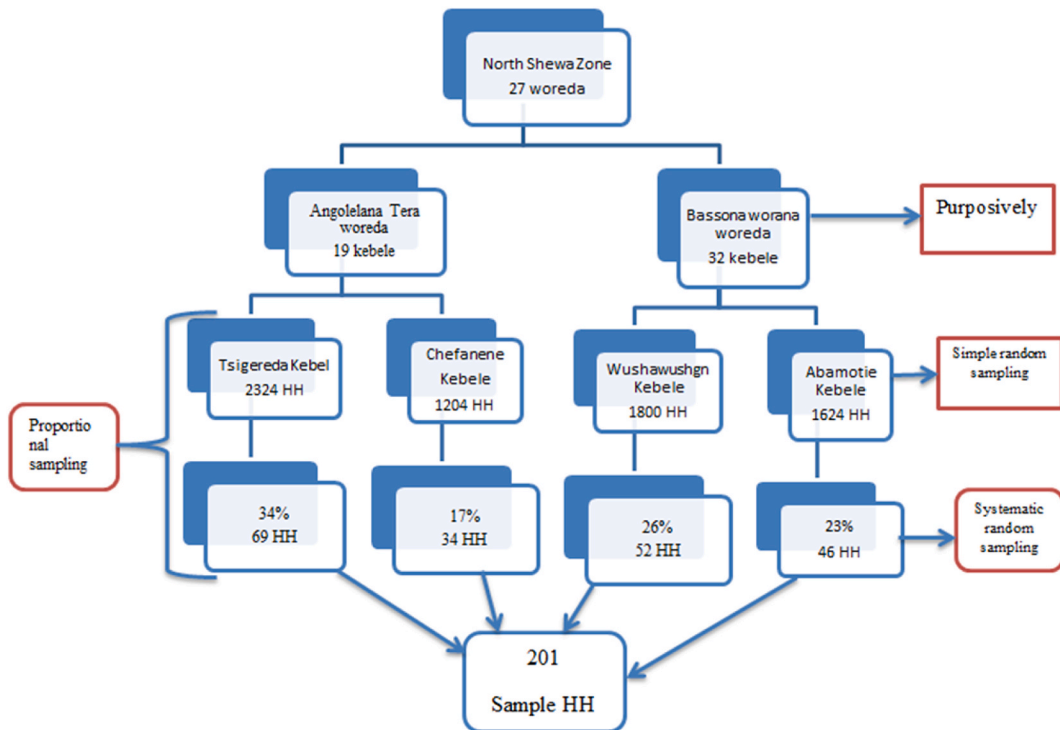 North Shewa Zone
27 woreda
Angolelana Tera
woreda
19 kebele
Bassona worana
woreda
32 kebele
Purposively
Tsigereda Kebel
2324 HH
Chefanene
Kebele
1204 HH
Wushawushgn
Kebele
1800 HH
Abamotie
Kebele
1624 HH
Simple random
sampling
Proportio
nal
sampling
34%
69 HH
17%
34 HH
26%
52 HH
23%
46 HH
Systematic
random
sampling
201
Sample HH